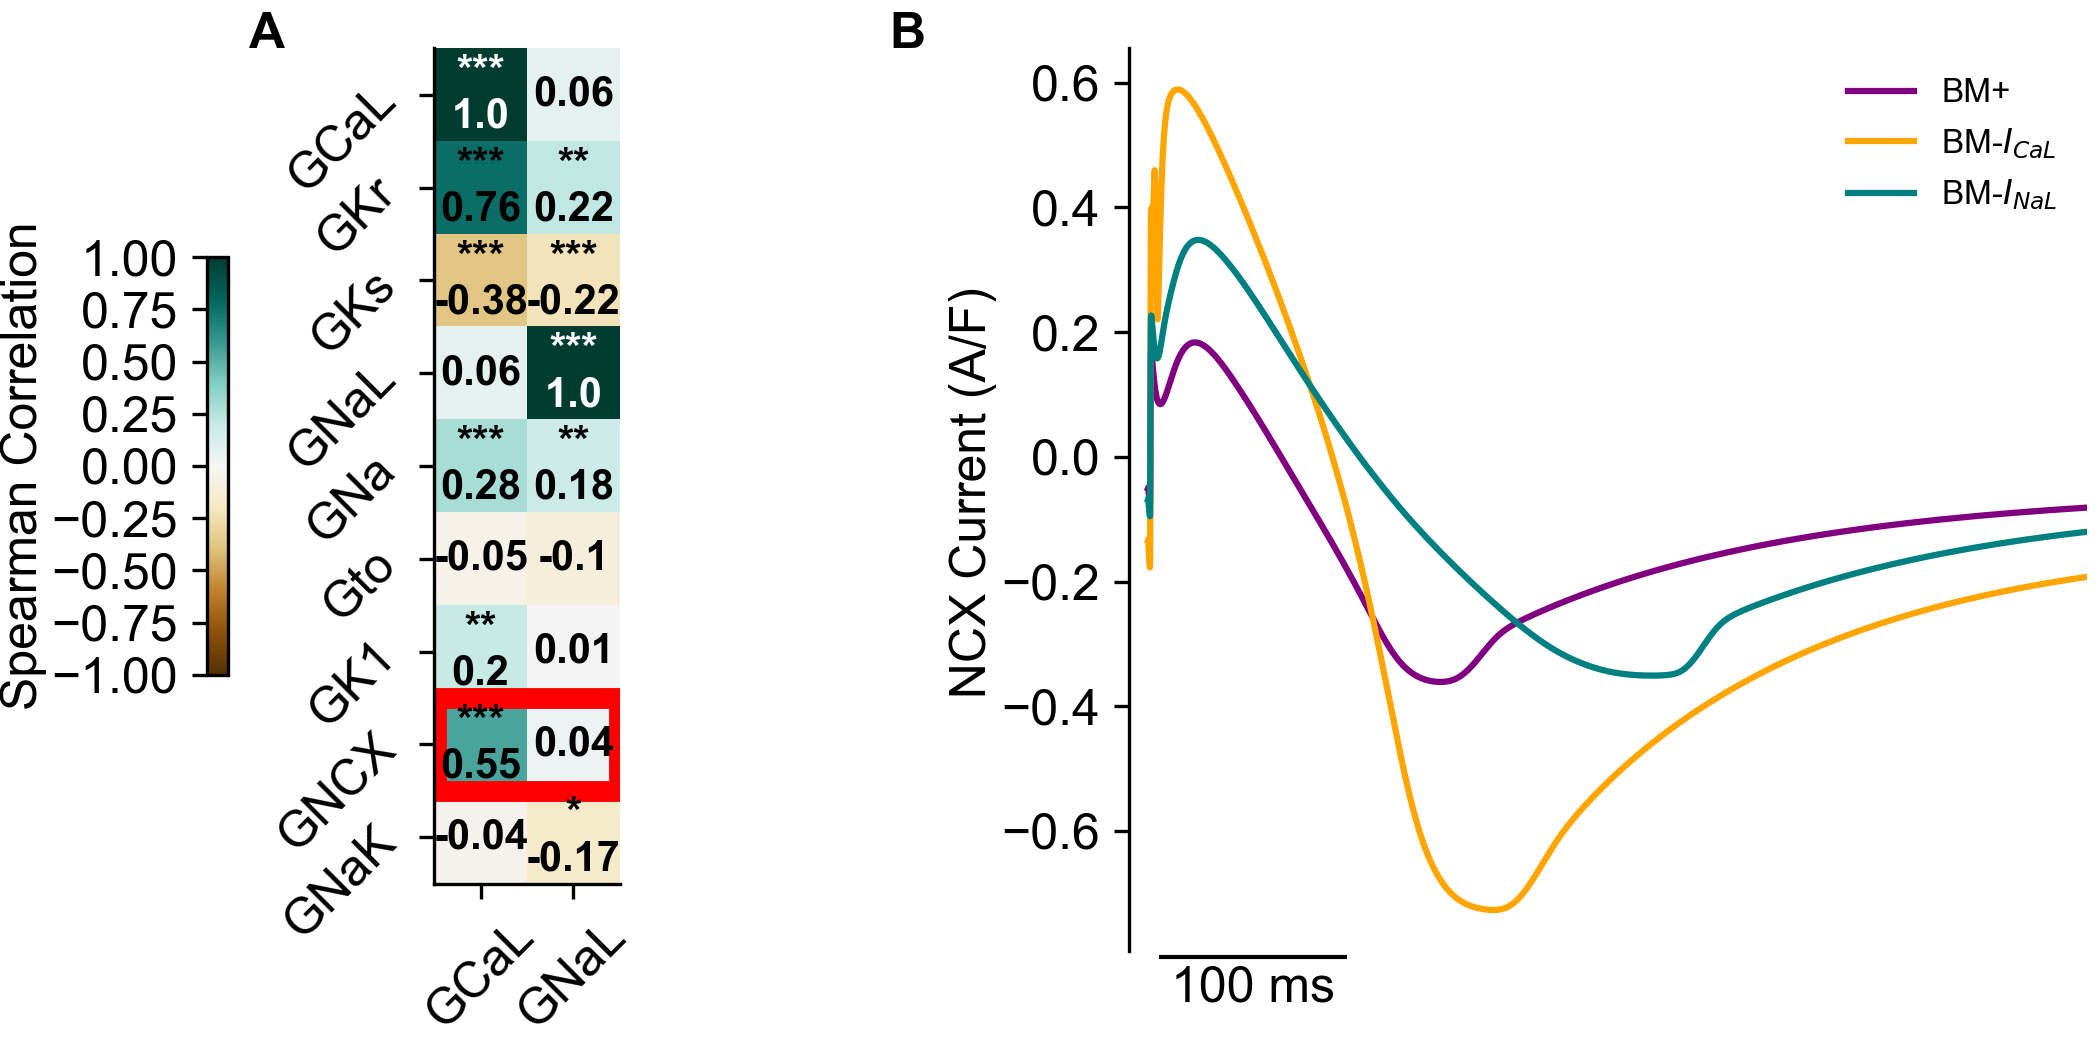 A
Spearman Correlation
1.00
0.75
0.50
0.25
0.00
−0.25
−0.50
−0.75
−1.00
GCaL
*** 
1.0
0.06
GKr
***
0.76
**
0.22
GKs
***
-0.38
***
-0.22
GNaL
0.06
***
1.0
GNa
***
0.28
**
0.18
Gto
-0.05
-0.1
GK1
**
0.2
0.01
GNCX
***
0.55
0.04
GNaK
-0.04
*
-0.17
GCaL
GNaL
B
NCX Current (A/F)
0.6
0.4
0.2
0.0
−0.2
−0.4
−0.6
BM+
BM-ICaL
BM-INaL
100 ms